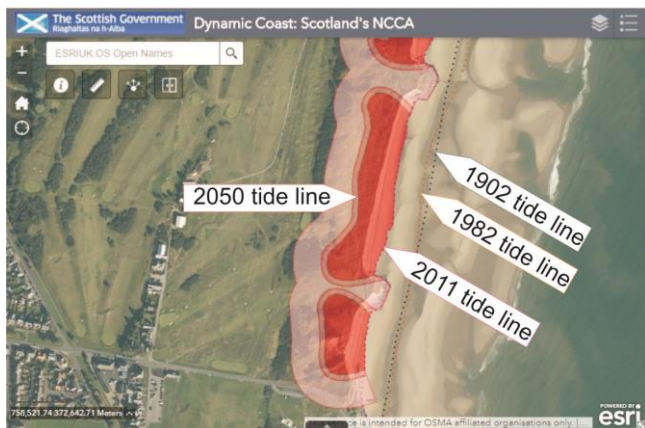 The Scottish Government
Riaghaltas na h-Alba
Dynamic Coast: Scotland's NCCA
ESRIUK OS Open Names
2050 tide line
1902 tide line
1982 tide line
2011 tide line
758,521.74 372,642.71 Meters
ce is intended for OSMA affiliated organisations only. |...
POWERED BY
esri